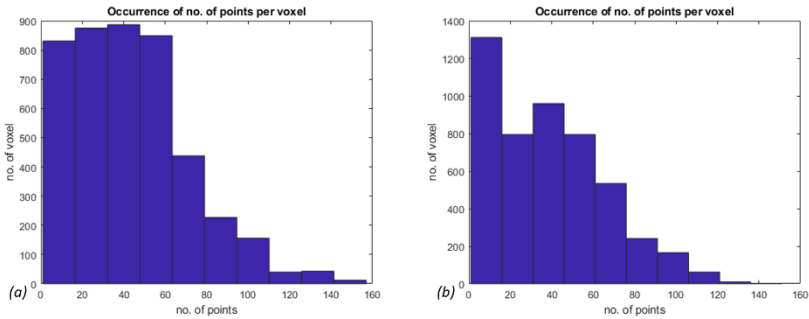 Occurrence of no. of points per voxel
900
800
700
600
500
400
300
200
100
0
no. of voxel
0 20 40 60 80 100 120 140 160
no. of points
(a)
Occurrence of no. of points per voxel
1400
1200
1000
800
600
400
200
0
no. of voxel
0 20 40 60 80 100 120 140 160
no. of points
(b)